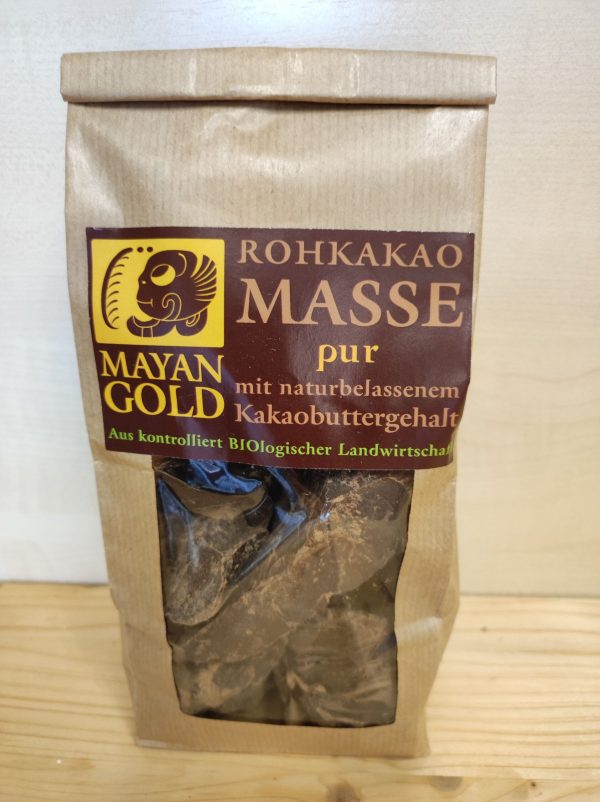 ROHKAKAO
MASSE
pur
mit naturbelassenem
Kakaobuttergehalt
MAYAN
GOLD
Aus kontrolliert BIOlogischer Landwirtschaf